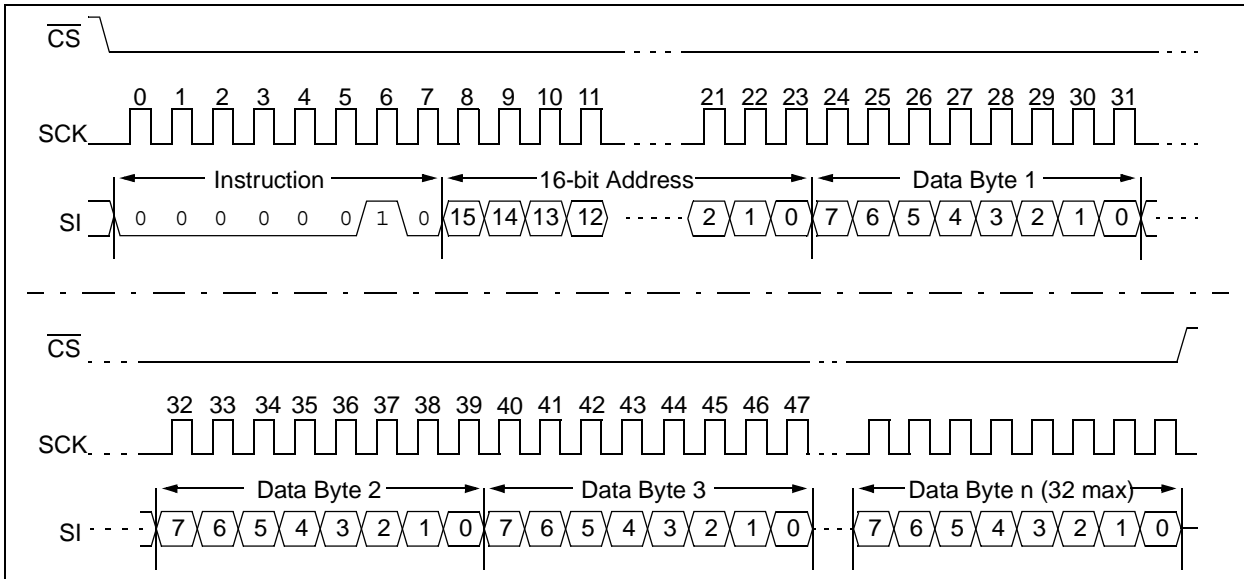 CS
0 1 2 3 4 5 6 7 8 9 10 11 21 22 23 24 25 26 27 28 29 30 31
SCK
Instruction 16-bit Address Data Byte 1
SI 0 0 0 0 0 0 1 0 15 14 13 12 2 1 0 7 6 5 4 3 2 1 0
CS
32 33 34 35 36 37 38 39 40 41 42 43 44 45 46 47
SCK
Data Byte 2 Data Byte 3 Data Byte n (32 max)
SI 7 6 5 4 3 2 1 0 7 6 5 4 3 2 1 0 7 6 5 4 3 2 1 0